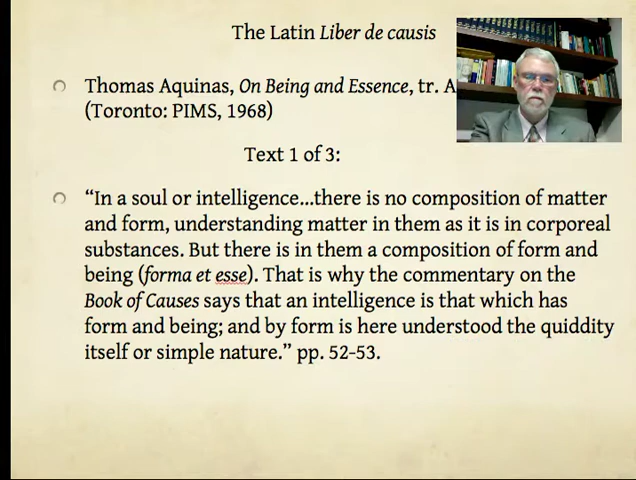 The Latin Liber de causis
Thomas Aquinas, On Being and Essence, tr. A
(Toronto: PIMS, 1968)
Text 1 of 3:
“In a soul or intelligence...there is no composition of matter
and form, understanding matter in them as it is in corporeal
substances. But there is in them a composition of form and
being (forma et esse). That is why the commentary on the
Book of Causes says that an intelligence is that which has
form and being; and by form is here understood the quiddity
itself or simple nature.” pp. 52-53.